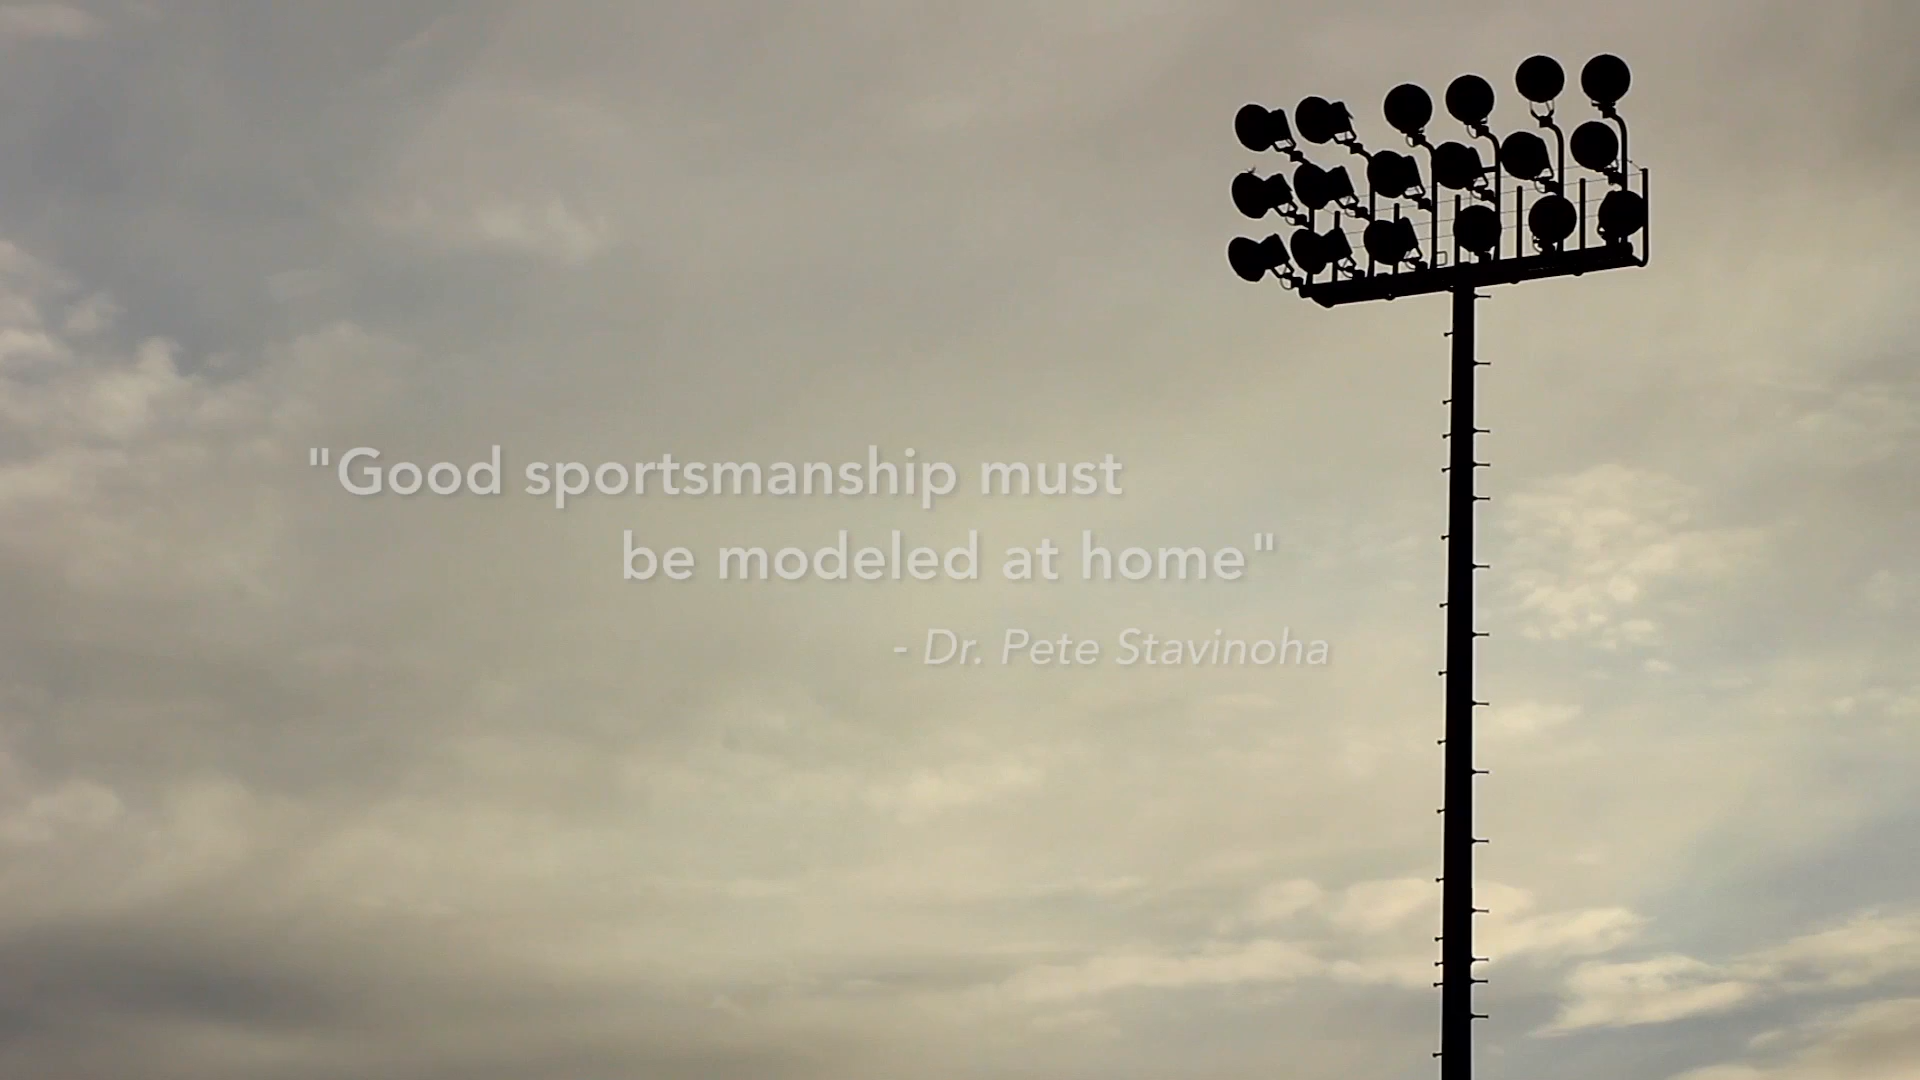 "Good sportsmanship must
be modeled at home"
- Dr. Pete Stavinoha